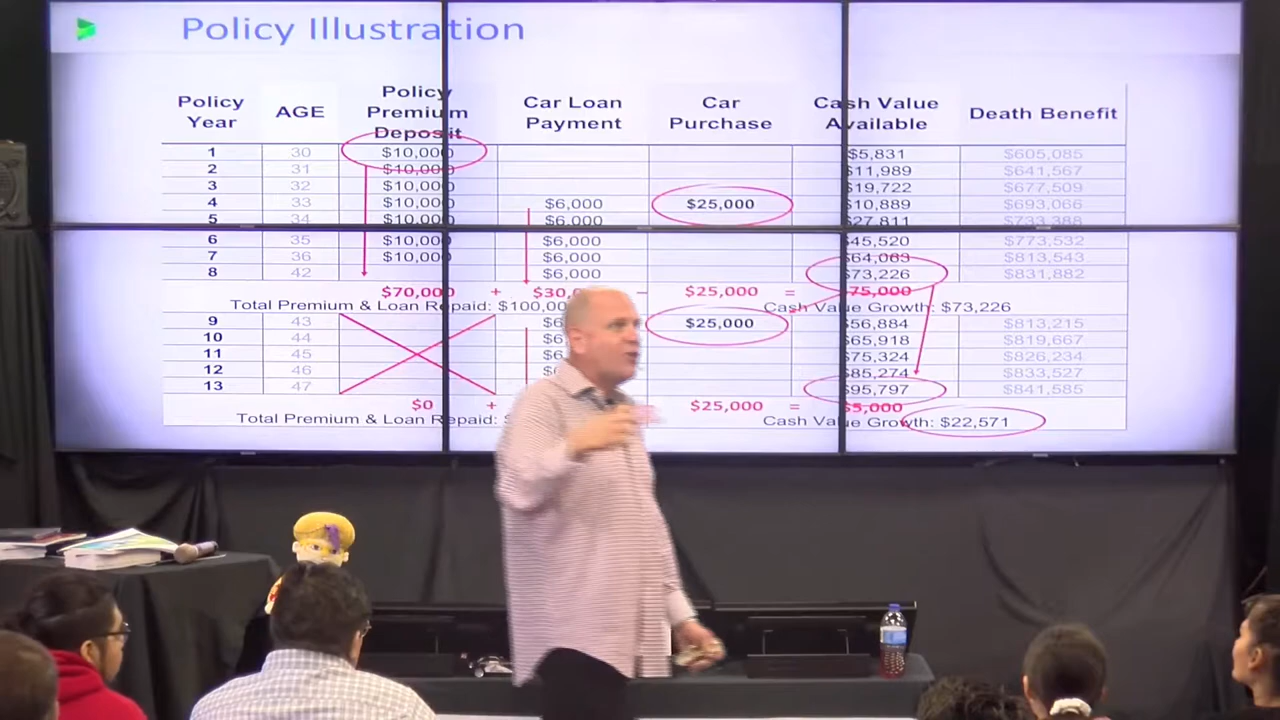 Policy Illustration
Policy Year AGE Policy Premium Deposit Car Loan Payment Car Purchase Cash Value Available Death Benefit
1 30 $10,000 $5,831 $605,085
2 31 $10,000 $11,989 $641,567
3 32 $10,000 $19,722 $677,509
4 33 $10,000 $6,000 $25,000 $10,889 $693,066
5 34 $10,000 $6,000 $27,811 $733,388
6 35 $10,000 $6,000 $45,520 $773,532
7 36 $10,000 $6,000 $64,083 $813,543
8 42 $6,000 $73,226 $831,882
$70,000 + – $25,000 = 75,000
Total Premium & Loan Repaid: Cash Value Growth: $73,226
9 43 $25,000 $56,884 $813,215
10 44 $65,918 $819,667
11 45 $75,324 $826,234
12 46 $85,274 $833,527
13 47 $95,797 $841,585
$0 + $25,000 = $5,000
Total Premium & Loan Repaid: Cash Value Growth: $22,571